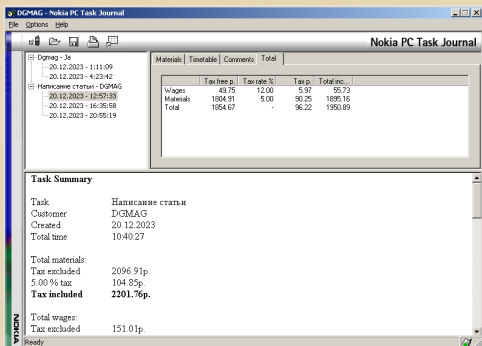 DGMAG - Nokia PC Task Journal
File Options Help
Nokia PC Task Journal
Dgmag - Ja
20.12.2023 - 1:11:09
20.12.2023 - 4:23:42
Написание статьи - DGMAG
20.12.2023 - 12:57:33
20.12.2023 - 16:35:58
20.12.2023 - 20:55:19
Materials Timetable Comments Total
Tax free p. Tax rate % Tax p. Total inc...
Wages 49.75 12.00 5.97 55.73
Materials 1804.91 5.00 90.25 1895.16
Total 1854.67 - 96.22 1950.89
Task Summary
Task Написание статьи
Customer DGMAG
Created 20.12.2023
Total time 10:40:27
Total materials:
Tax excluded 2096.91р.
5.00 % tax 104.85р.
Tax included 2201.76р.
Total wages:
Tax excluded 151.01р.
NOKIA
Ready